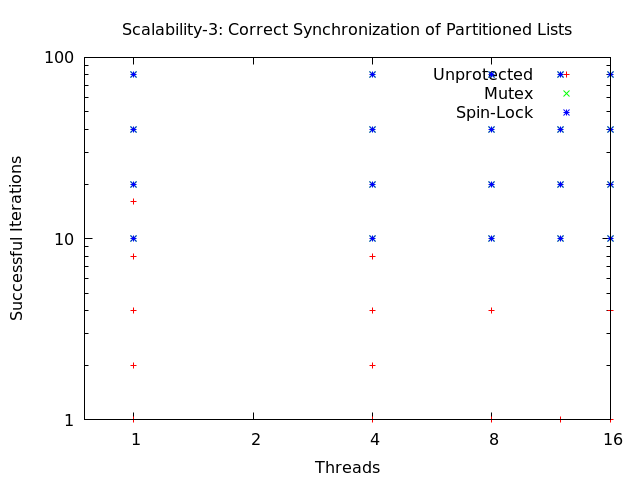 Scalability-3: Correct Synchronization of Partitioned Lists
100
10
1
Successful Iterations
Unprotected
Mutex
Spin-Lock
1 2 4 8 16
Threads